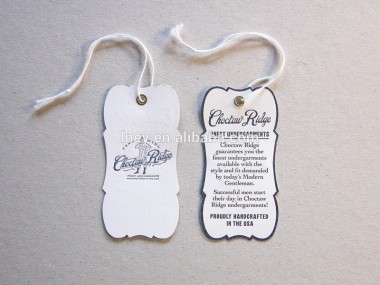 Choctaw Ridge
Choctaw Ridge
FINEST UNDERGARMENTS
Choctaw Ridge
guarantees you the
finest undergarments
available with the
style and fit demanded
by today's Modern
Gentleman.
Successful men start
their day in Choctaw
Ridge undergarments!
PROUDLY HANDCRAFTED
IN THE USA